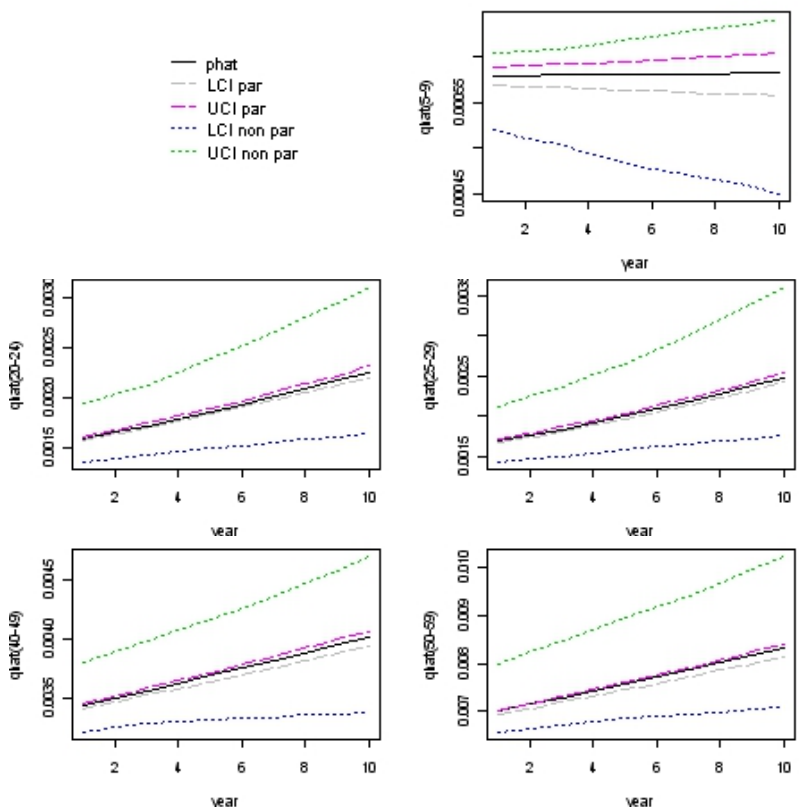 phat
LCI par
UCI par
LCI non par
UCI non par
qhat(5-9)
0.00055
0.00045
2 4 6 8 10
year
qhat(20-24)
0.0030
0.0025
0.0020
0.0015
2 4 6 8 10
year
qhat(25-29)
0.0035
0.0025
0.0015
2 4 6 8 10
year
qhat(40-49)
0.0045
0.0040
0.0035
2 4 6 8 10
year
qhat(50-59)
0.010
0.009
0.008
0.007
2 4 6 8 10
year